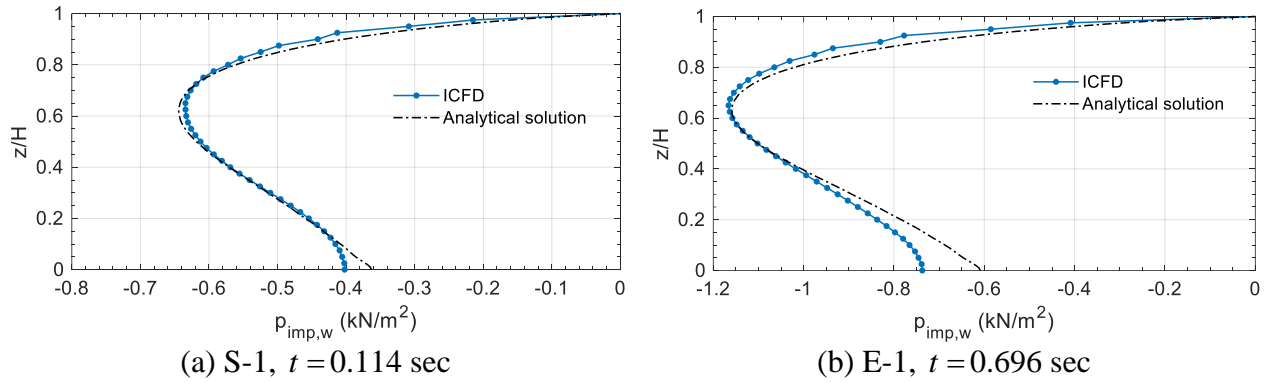 1
0.8
0.6
0.4
0.2
0
z/H
ICFD
Analytical solution
-0.8 -0.7 -0.6 -0.5 -0.4 -0.3 -0.2 -0.1 0
p_imp,w (kN/m²)
(a) S-1, t = 0.114 sec
1
0.8
0.6
0.4
0.2
0
z/H
ICFD
Analytical solution
-1.2 -1 -0.8 -0.6 -0.4 -0.2 0
p_imp,w (kN/m²)
(b) E-1, t = 0.696 sec